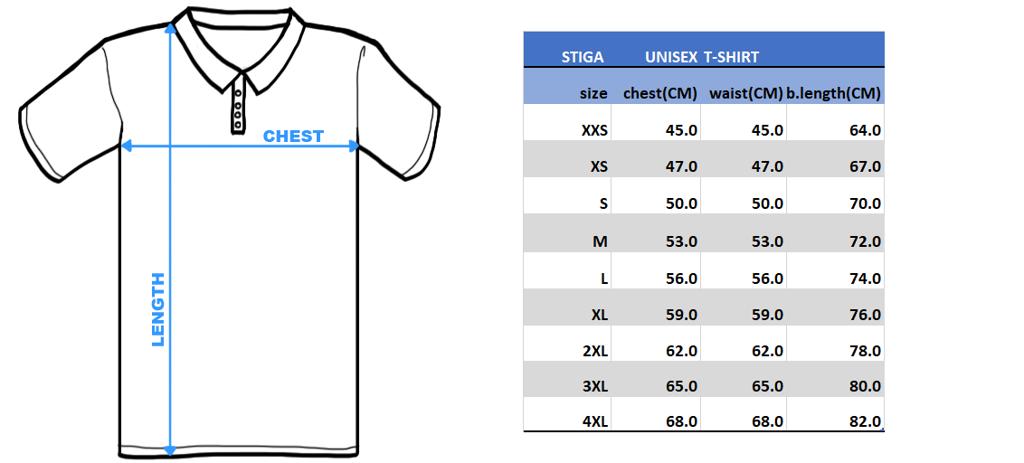 CHEST
LENGTH
STIGA UNISEX T-SHIRT
size chest(CM) waist(CM) b.length(CM)
XXS 45.0 45.0 64.0
XS 47.0 47.0 67.0
S 50.0 50.0 70.0
M 53.0 53.0 72.0
L 56.0 56.0 74.0
XL 59.0 59.0 76.0
2XL 62.0 62.0 78.0
3XL 65.0 65.0 80.0
4XL 68.0 68.0 82.0